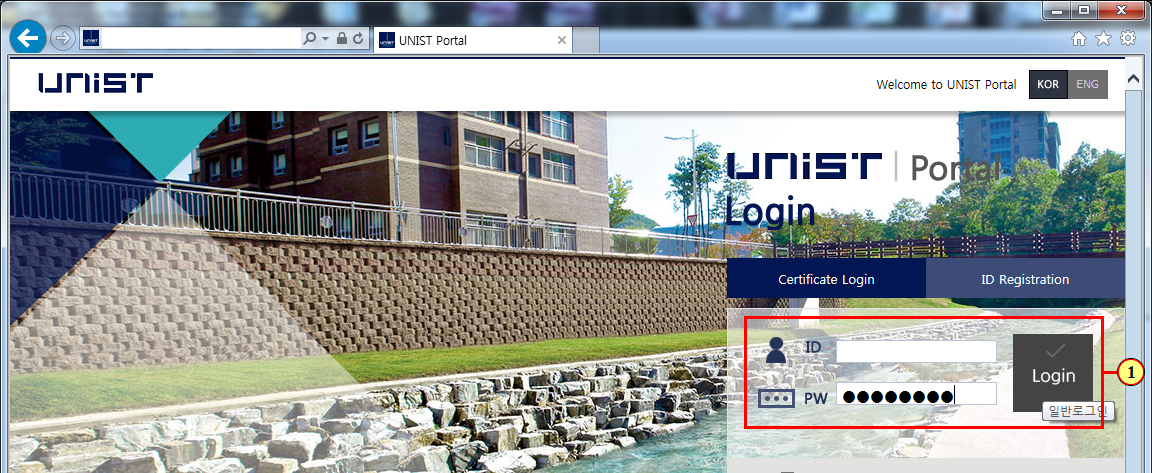 UNIST Portal
UNIST
Welcome to UNIST Portal
KOR
ENG
UNIST | Portal
Login
Certificate Login
ID Registration
ID
PW ●●●●●●●●
Login
일반로그인
1